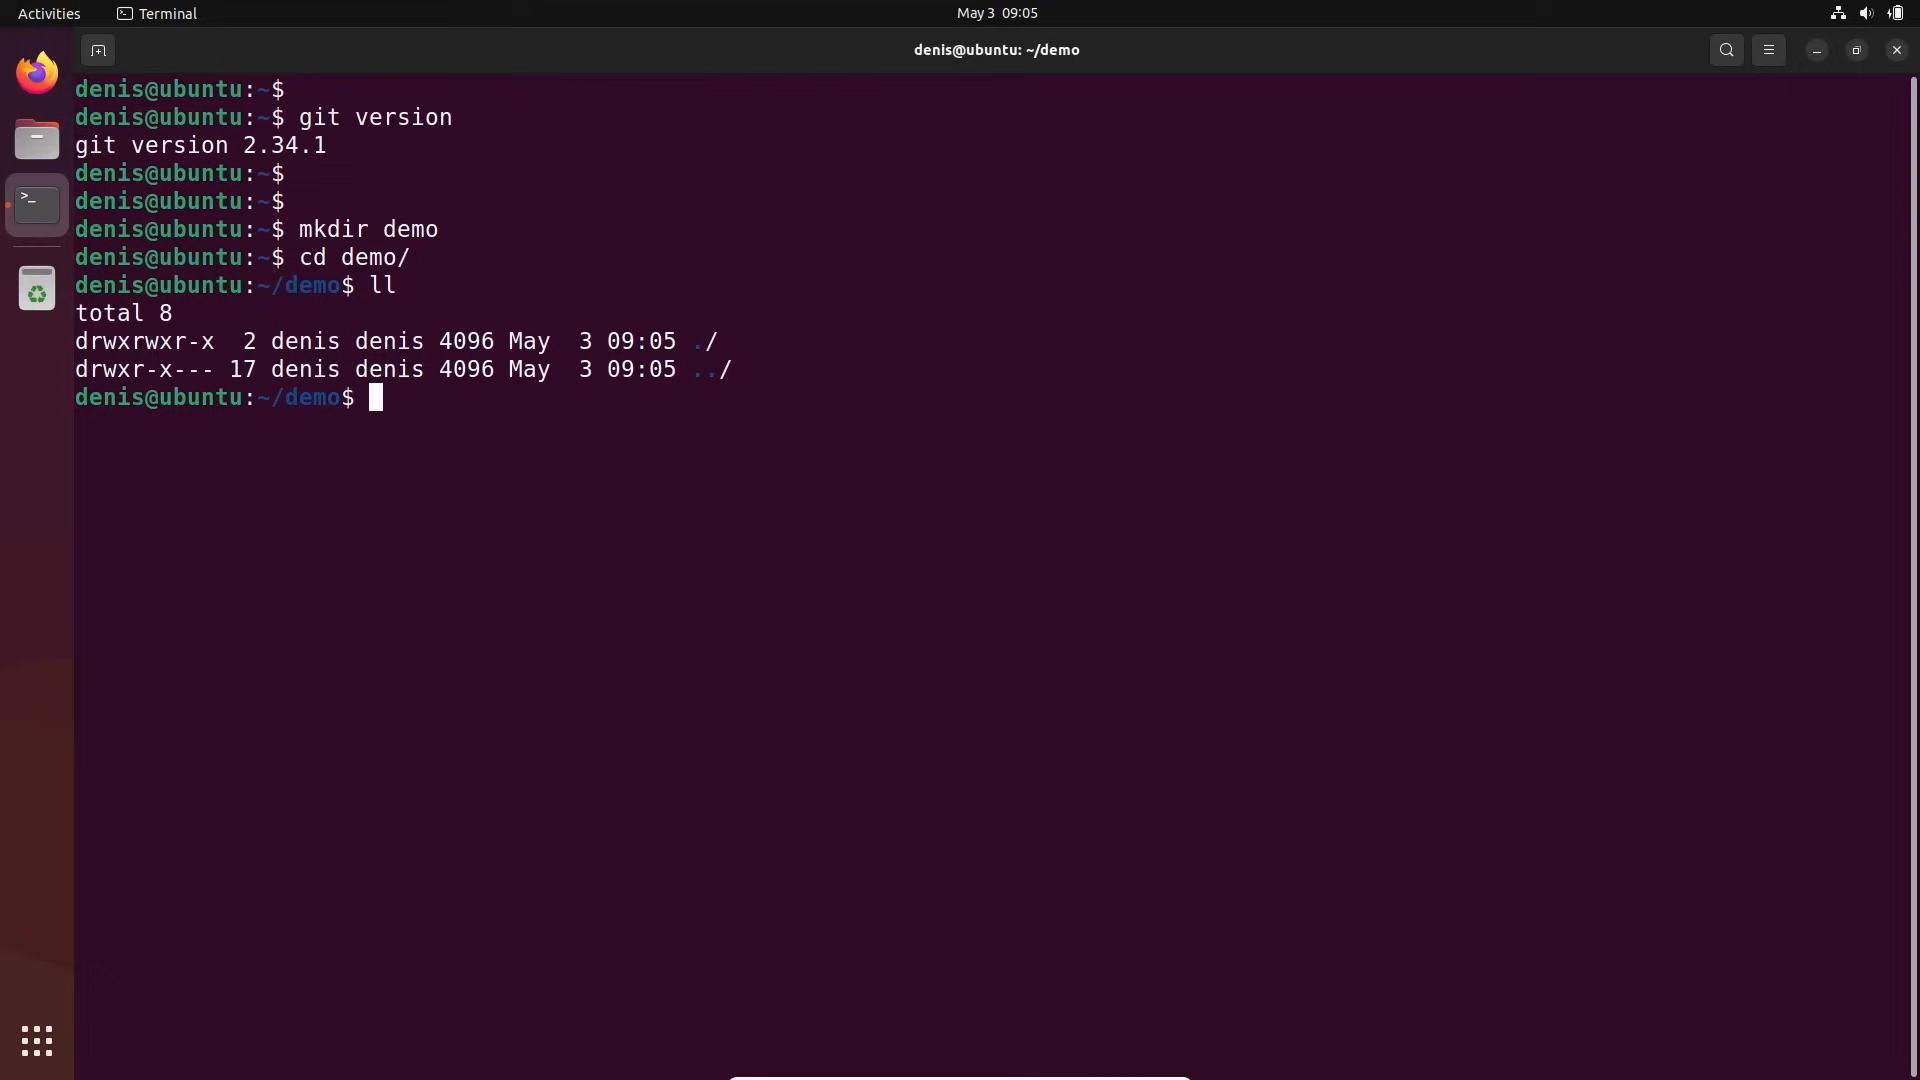 Activities Terminal May 3 09:05
denis@ubuntu: ~/demo
denis@ubuntu:~$
denis@ubuntu:~$ git version
git version 2.34.1
denis@ubuntu:~$
denis@ubuntu:~$
denis@ubuntu:~$ mkdir demo
denis@ubuntu:~$ cd demo/
denis@ubuntu:~/demo$ ll
total 8
drwxrwxr-x  2 denis denis 4096 May  3 09:05 ./
drwxr-x--- 17 denis denis 4096 May  3 09:05 ../
denis@ubuntu:~/demo$